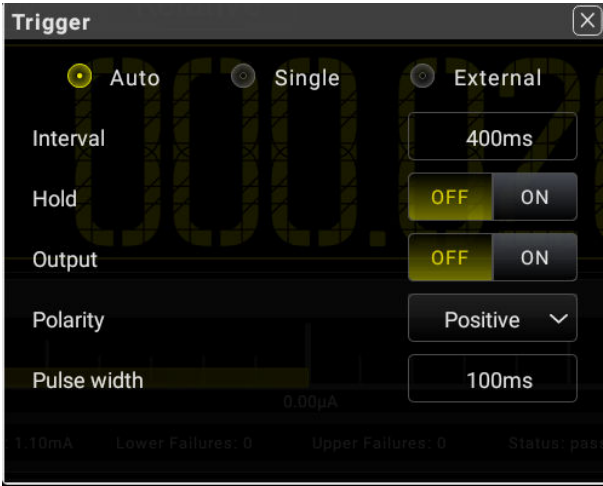 Trigger
Auto Single External
Interval 400ms
Hold OFF ON
Output OFF ON
Polarity Positive
Pulse width 100ms
0.00μA
1.10mA Lower Failures: 0 Upper Failures: 0 Status: pass